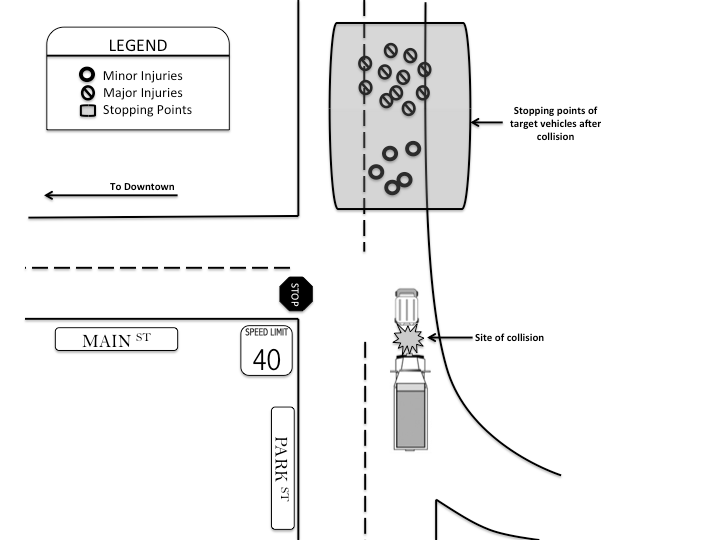 LEGEND
Minor Injuries
Major Injuries
Stopping Points
Stopping points of
target vehicles after
collision
To Downtown
STOP
MAIN ST
SPEED LIMIT
40
Site of collision
PARK ST